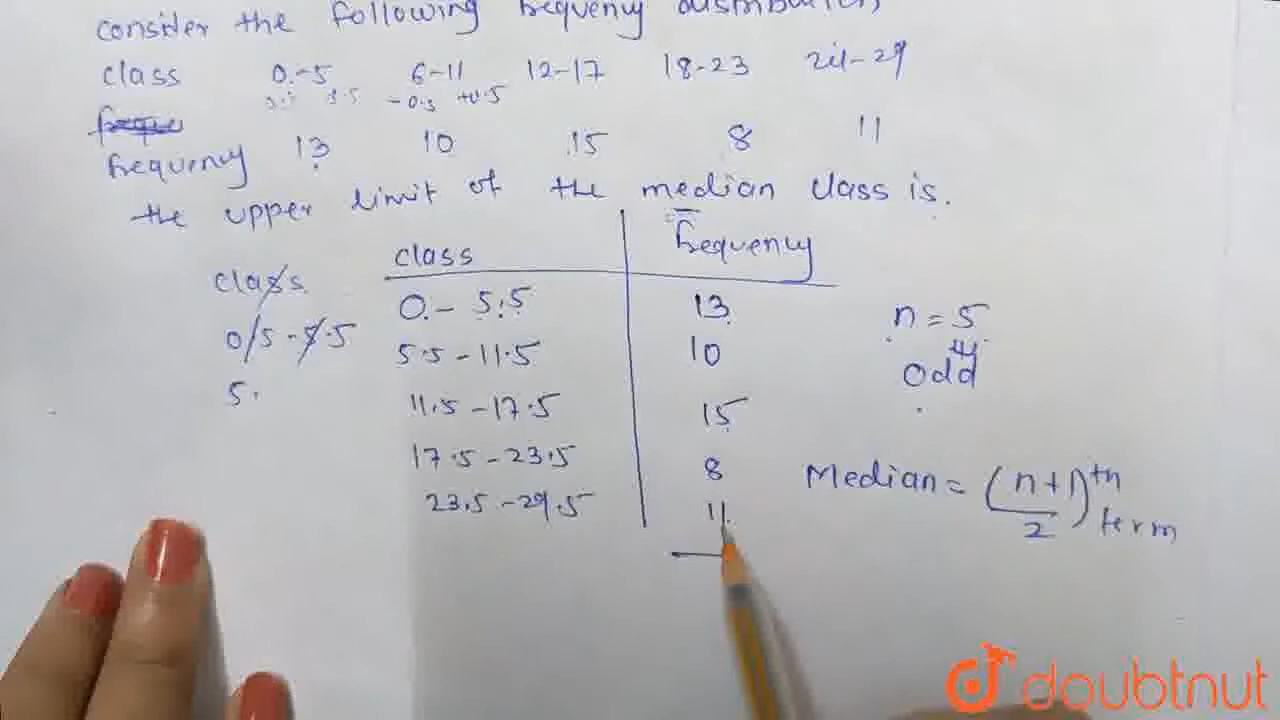 consider the following frequency distribution,
class 0-5 6-11 12-17 18-23 24-29
-0.5 +0.5
freque
frequency 13 10 15 8 11
the upper limit of the median class is.
class class frequency
0/5 - 5.5 0 - 5.5 13 n = 5
5. 5.5 - 11.5 10 odd
11.5 - 17.5 15
17.5 - 23.5 8 Median = (n+1/2)th term
23.5 - 29.5 11
doubtnut